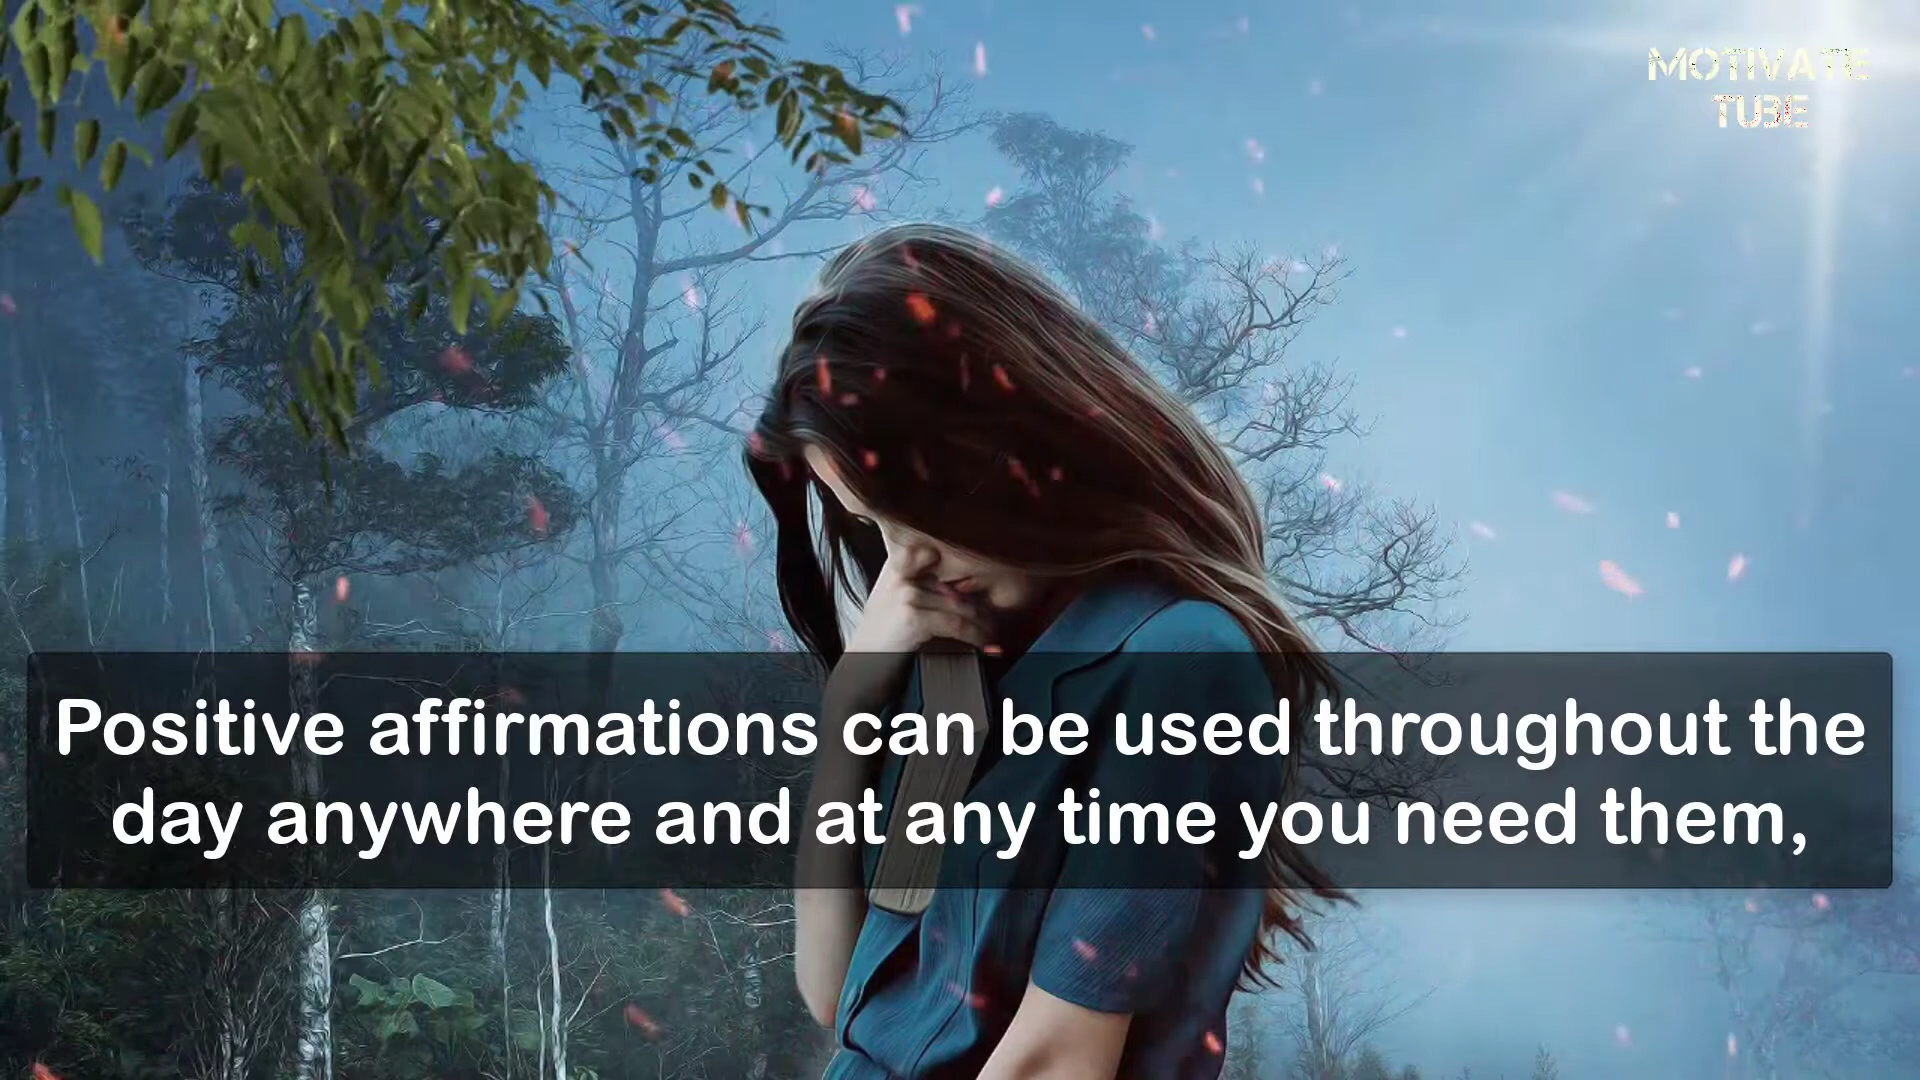 MOTIVATE
TUBE
Positive affirmations can be used throughout the
day anywhere and at any time you need them,